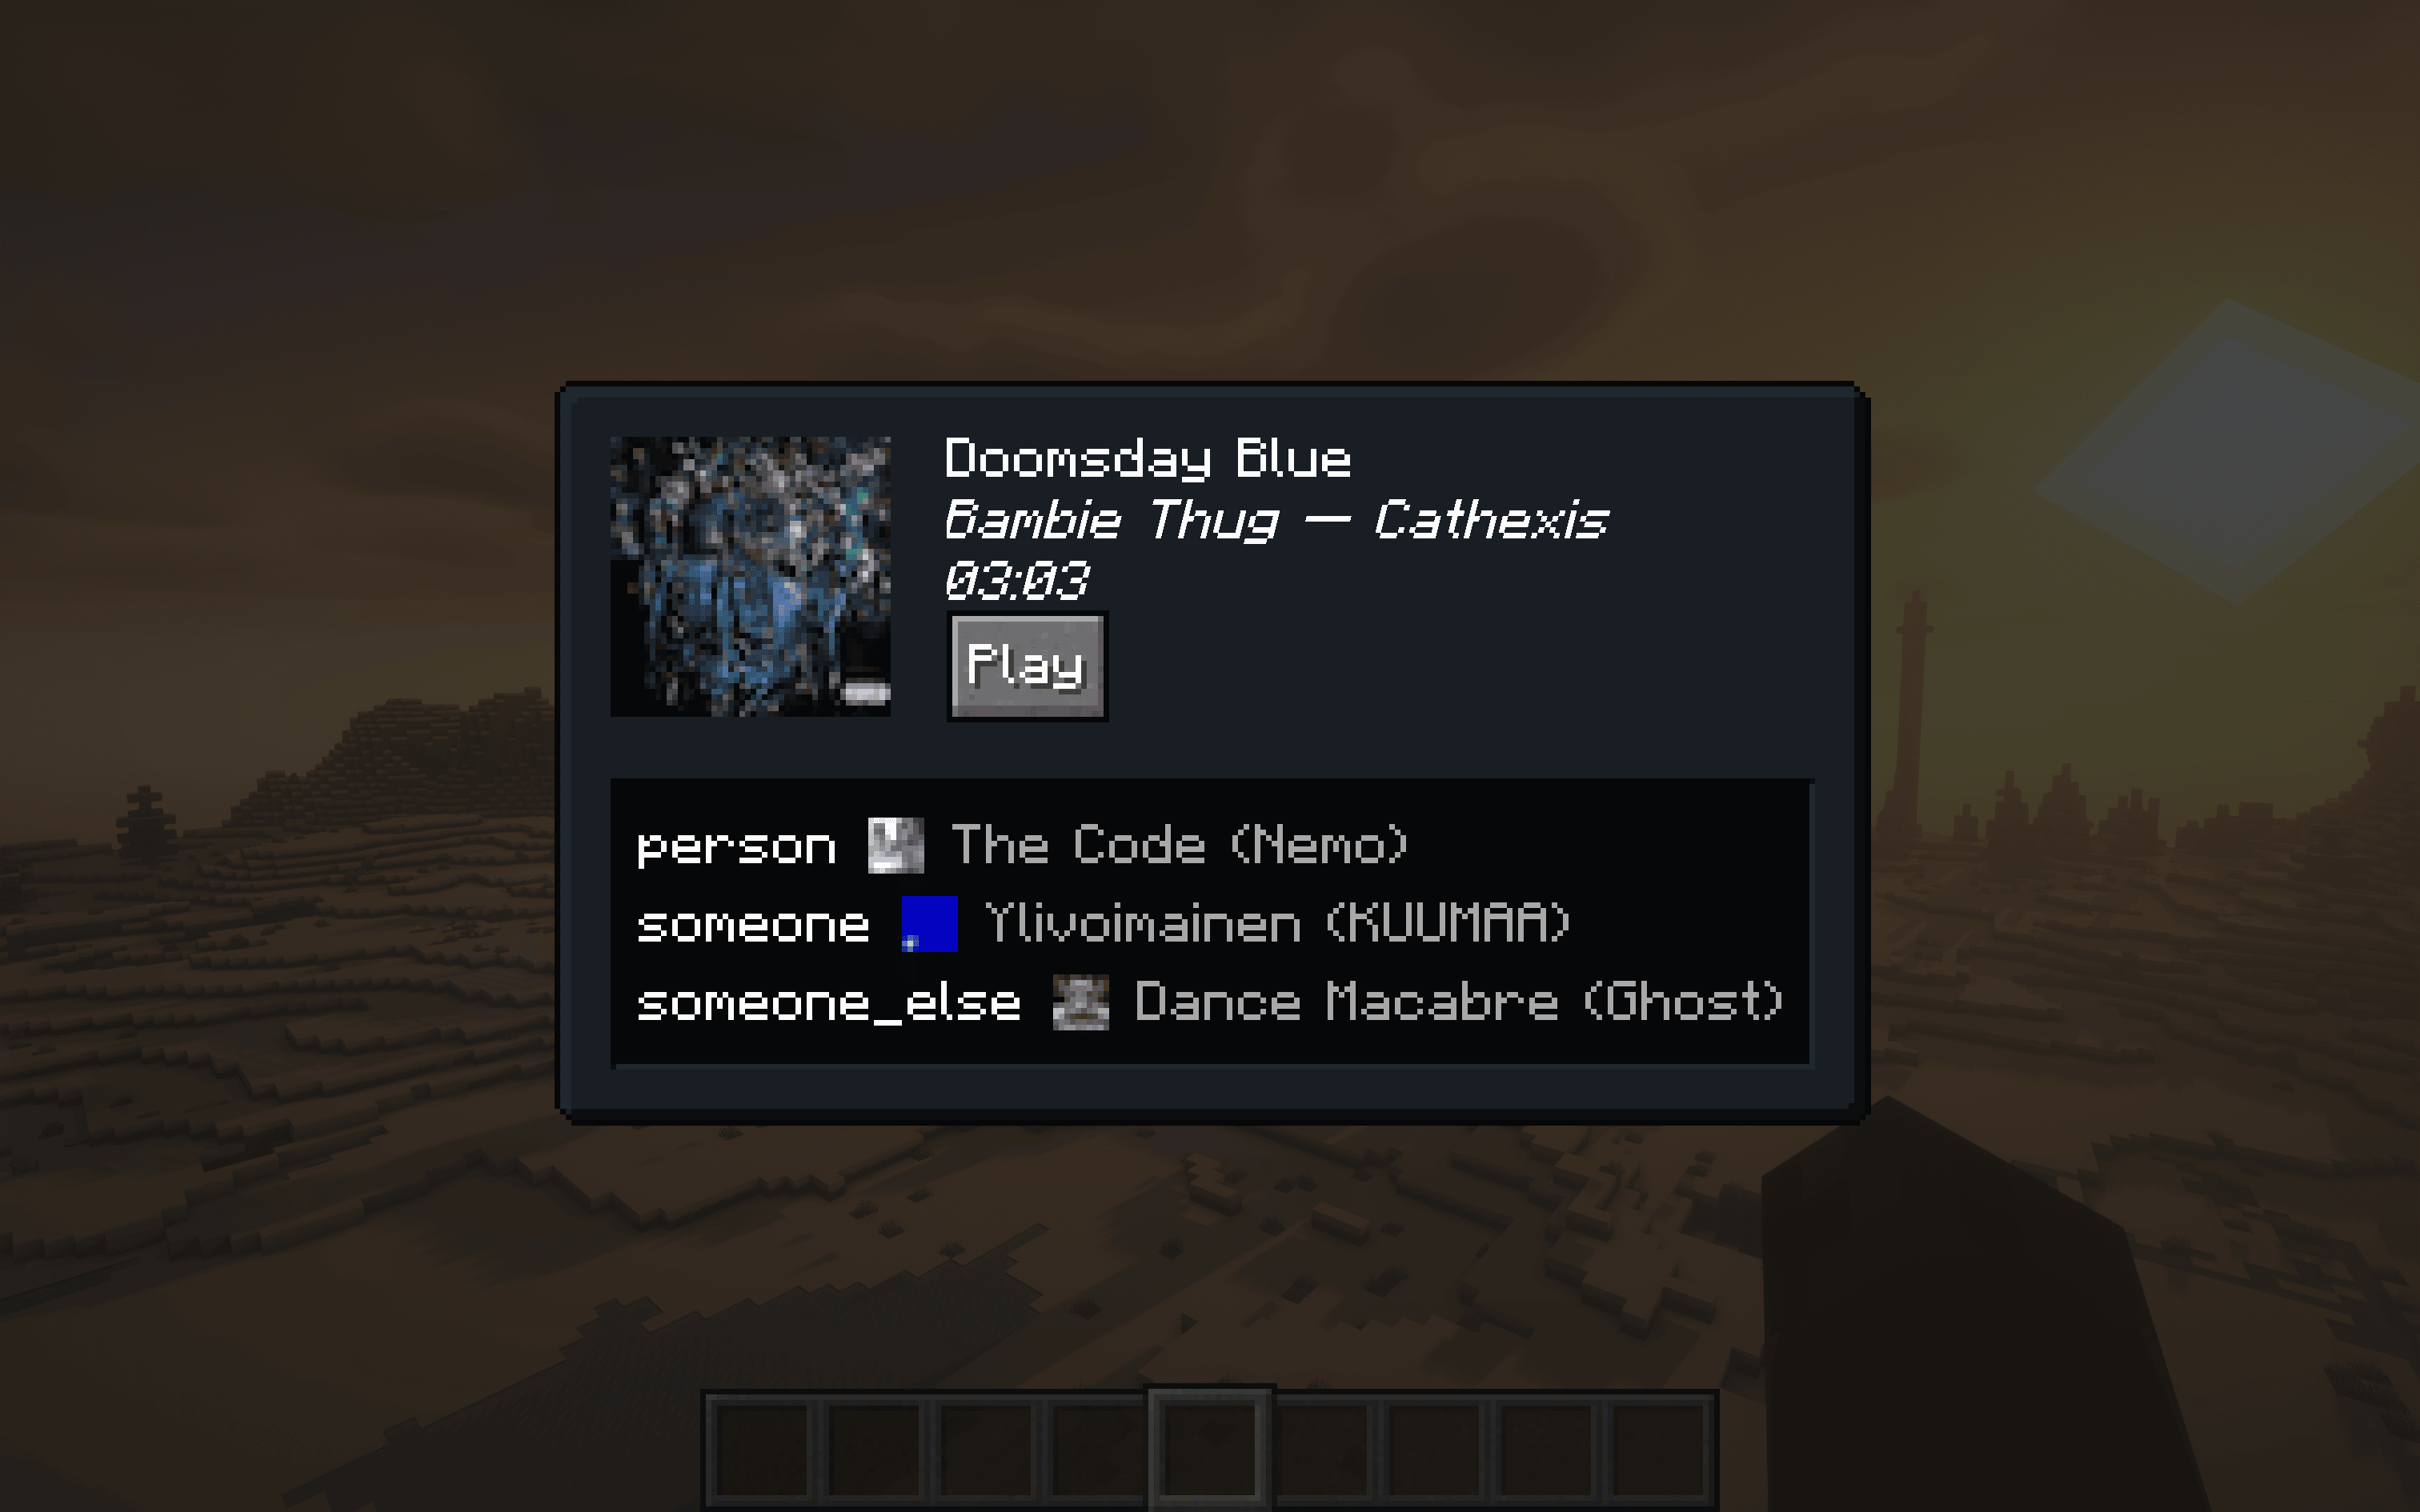 Doomsday Blue
Bambie Thug — Cathexis
03:03
Play
person The Code (Nemo)
someone Ylivoimainen (KUUMAA)
someone_else Dance Macabre (Ghost)